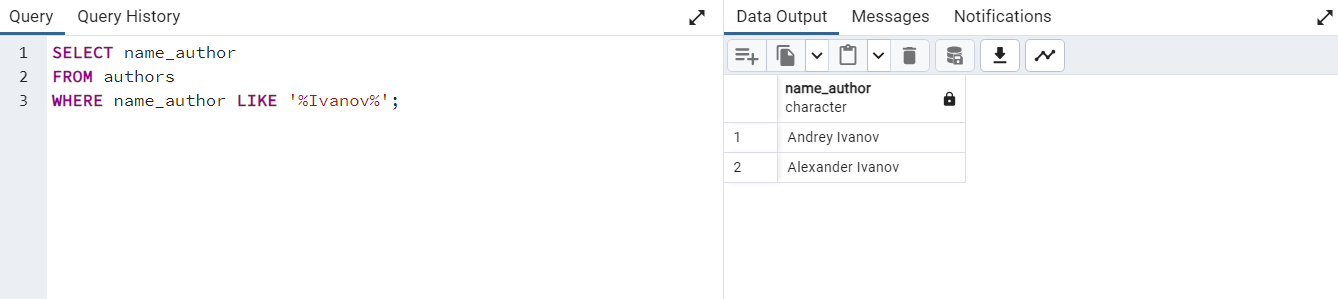 Query Query History
1 SELECT name_author
2 FROM authors
3 WHERE name_author LIKE '%Ivanov%';
Data Output Messages Notifications
name_author
character
1 Andrey Ivanov
2 Alexander Ivanov